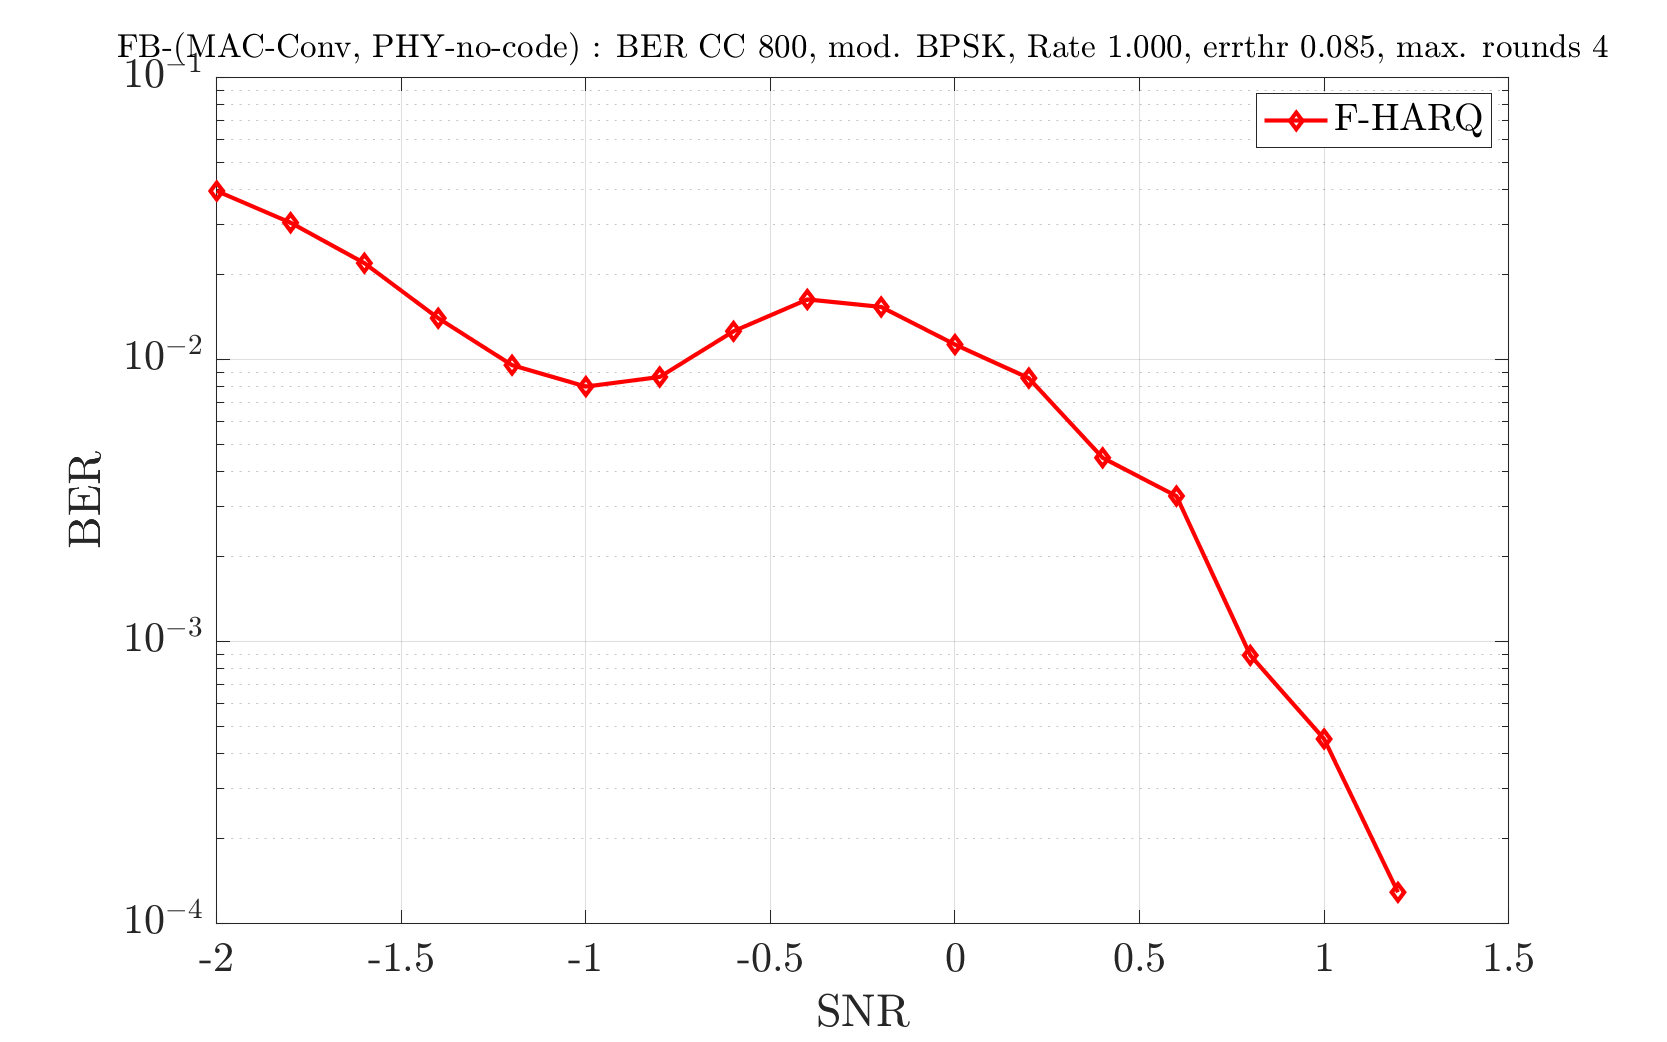 FB-(MAC-Conv, PHY-no-code) : BER CC 800, mod. BPSK, Rate 1.000, errthr 0.085, max. rounds 4
F-HARQ
10⁻¹
10⁻²
10⁻³
10⁻⁴
BER
-2 -1.5 -1 -0.5 0 0.5 1 1.5
SNR